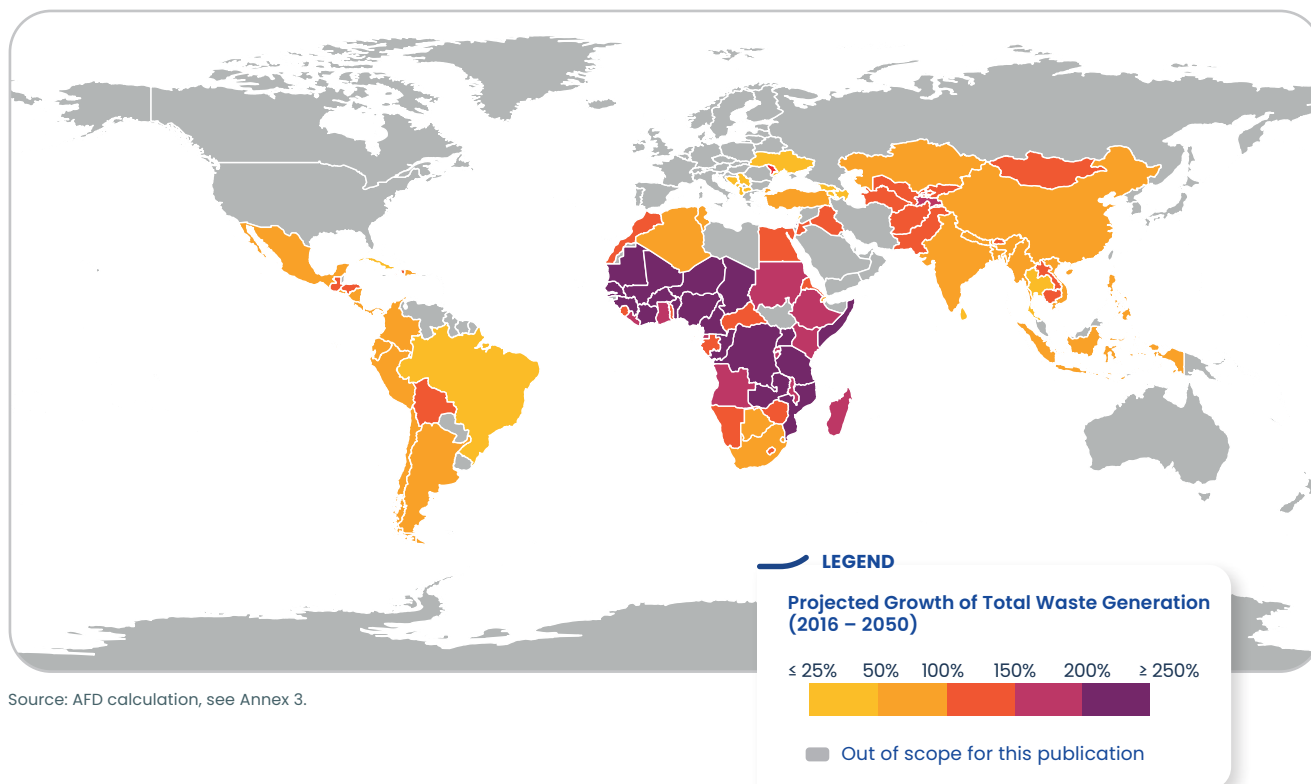 LEGEND
Projected Growth of Total Waste Generation
(2016 – 2050)
≤ 25% 50% 100% 150% 200% ≥ 250%
Out of scope for this publication
Source: AFD calculation, see Annex 3.